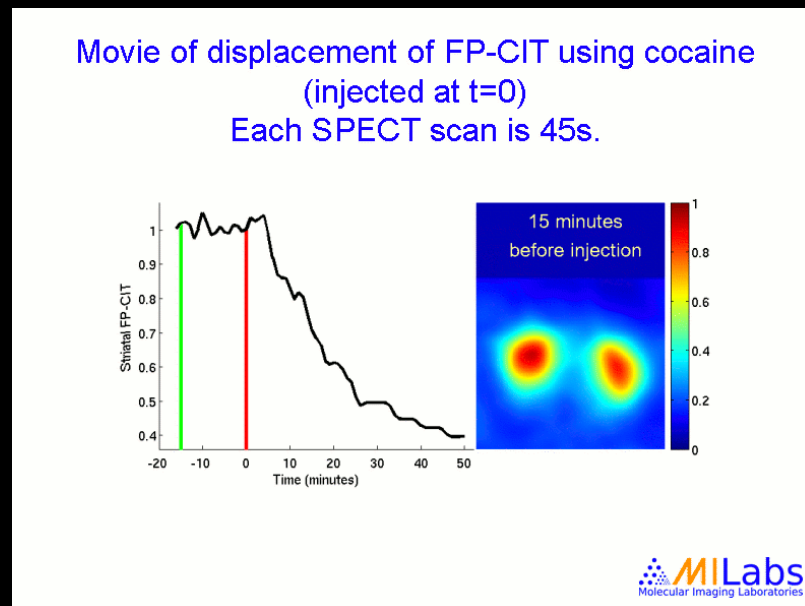 Movie of displacement of FP-CIT using cocaine
(injected at t=0)
Each SPECT scan is 45s.
Striatal FP-CIT
1
0.9
0.8
0.7
0.6
0.5
0.4
-20 -10 0 10 20 30 40 50
Time (minutes)
15 minutes
before injection
1
0.8
0.6
0.4
0.2
0
MILabs
Molecular Imaging Laboratories